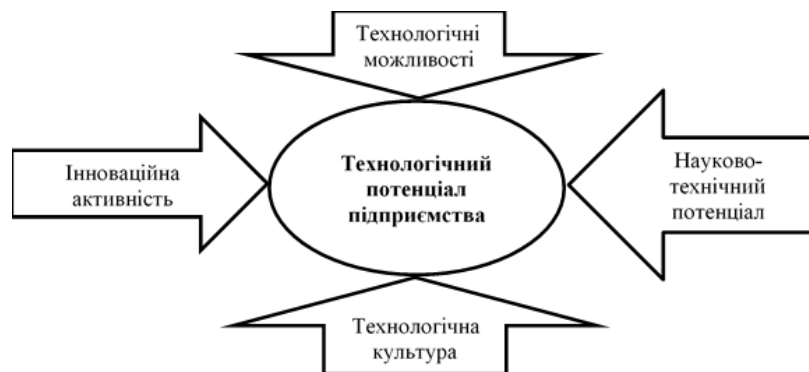 Технологічні
можливості
Інноваційна
активність
Технологічний
потенціал
підприємства
Науково-
технічний
потенціал
Технологічна
культура